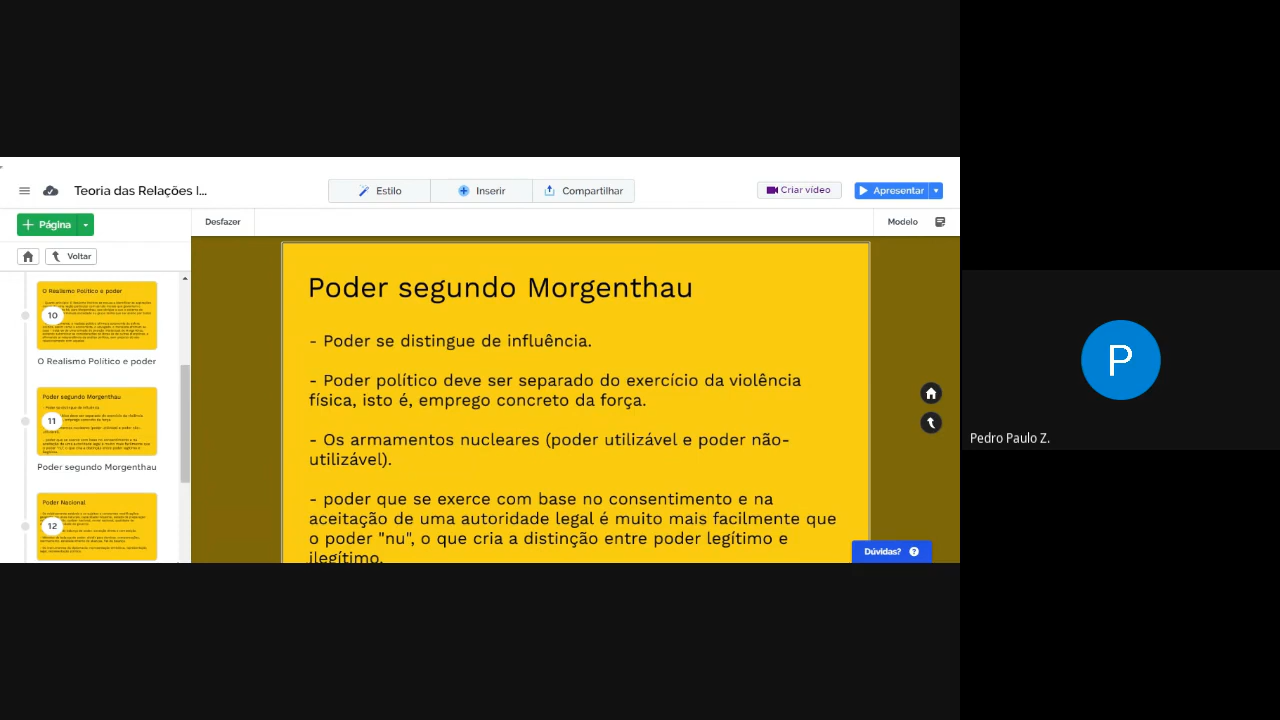 Teoria das Relações I...
Estilo
Inserir
Compartilhar
Criar vídeo
Apresentar
Página
Desfazer
Modelo
Voltar
O Realismo Político e poder
10
O Realismo Político e poder
Poder segundo Morgenthau
11
Poder segundo Morgenthau
Poder Nacional
12
Poder segundo Morgenthau
- Poder se distingue de influência.
- Poder político deve ser separado do exercício da violência
física, isto é, emprego concreto da força.
- Os armamentos nucleares (poder utilizável e poder não-
utilizável).
- poder que se exerce com base no consentimento e na
aceitação de uma autoridade legal é muito mais facilmente que
o poder "nu", o que cria a distinção entre poder legítimo e
ilegítimo.
Dúvidas?
P
Pedro Paulo Z.